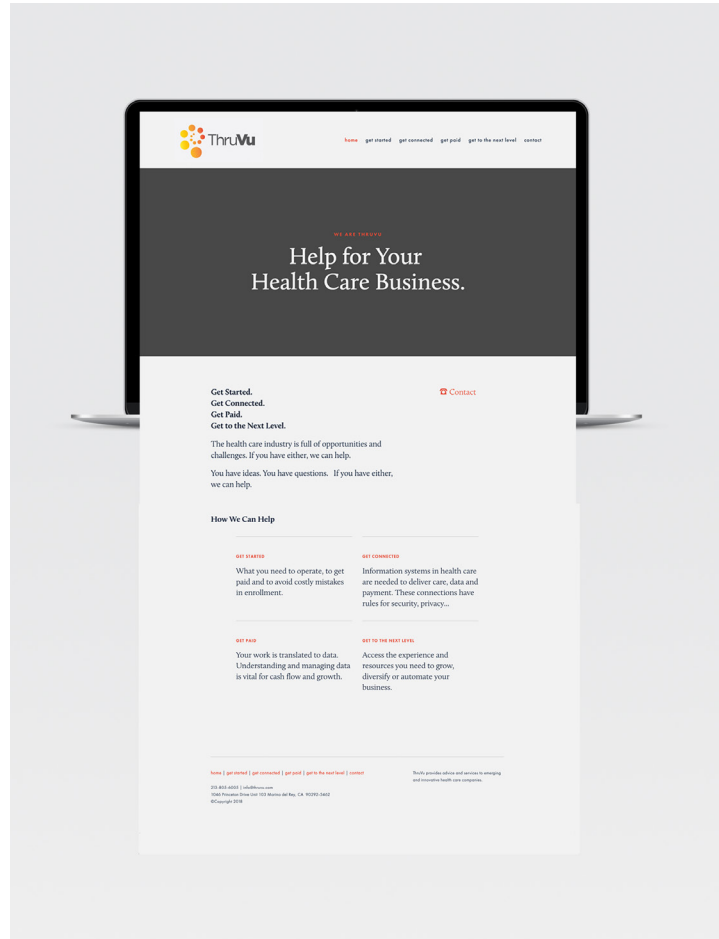 ThruVu
home get started get connected get paid get to the next level contact
WE ARE THRUVU
Help for Your
Health Care Business.
Get Started.
Get Connected.
Get Paid.
Get to the Next Level.
☎ Contact
The health care industry is full of opportunities and
challenges. If you have either, we can help.
You have ideas. You have questions. If you have either,
we can help.
How We Can Help
GET STARTED
What you need to operate, to get
paid and to avoid costly mistakes
in enrollment.
GET CONNECTED
Information systems in health care
are needed to deliver care, data and
payment. These connections have
rules for security, privacy...
GET PAID
Your work is translated to data.
Understanding and managing data
is vital for cash flow and growth.
GET TO THE NEXT LEVEL
Access the experience and
resources you need to grow,
diversify or automate your
business.
home | get started | get connected | get paid | get to the next level | contact
info@thruvu.com
Marina del Rey, CA
©Copyright 2018
ThruVu provides advice and services to emerging
and innovative health care companies.